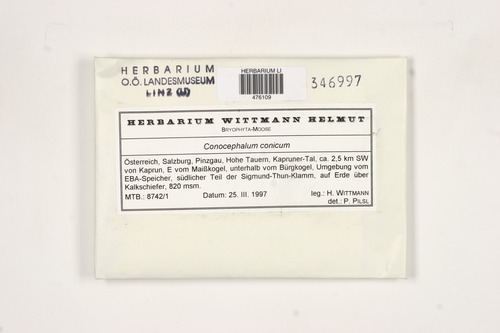 HERBARIUM
O.Ö. LANDESMUSEUM
LINZ
HERBARIUM LI
476109
346997
HERBARIUM WITTMANN HELMUT
BRYOPHYTA-MOOSE
Conocephalum conicum
Österreich, Salzburg, Pinzgau, Hohe Tauern, Kapruner-Tal, ca. 2,5 km SW
von Kaprun, E vom Maißkogel, unterhalb vom Bürgkogel, Umgebung vom
EBA-Speicher, südlicher Teil der Sigmund-Thun-Klamm, auf Erde über
Kalkschiefer, 820 msm.
MTB.: 8742/1 Datum: 25. III. 1997 leg.: H. WITTMANN
det.: P. PILSL